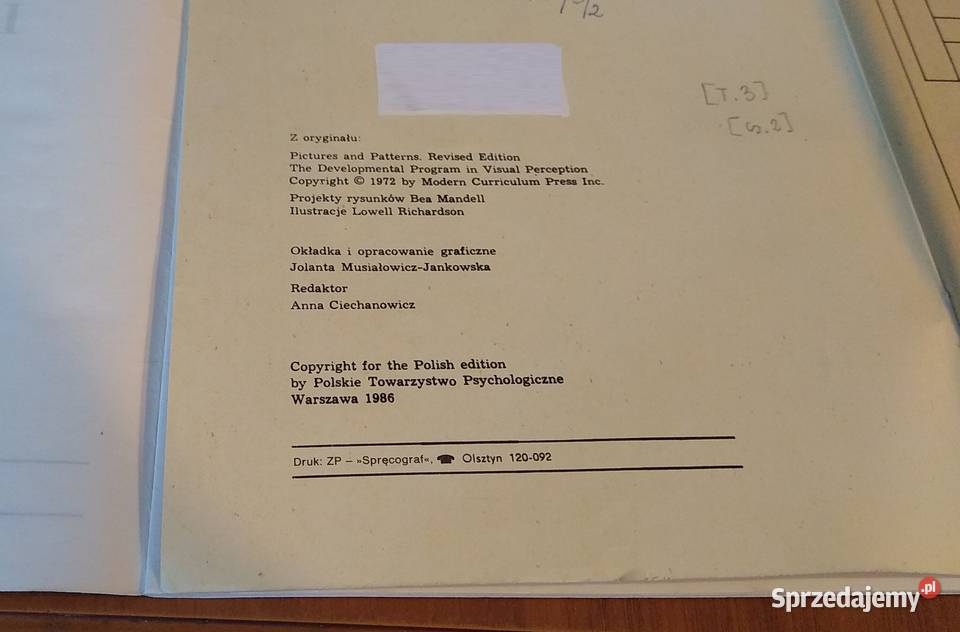 [T.3]
[cz.2]
Z oryginału:
Pictures and Patterns. Revised Edition
The Developmental Program in Visual Perception
Copyright © 1972 by Modern Curriculum Press Inc.
Projekty rysunków Bea Mandell
Ilustracje Lowell Richardson
Okładka i opracowanie graficzne
Jolanta Musiałowicz-Jankowska
Redaktor
Anna Ciechanowicz
Copyright for the Polish edition
by Polskie Towarzystwo Psychologiczne
Warszawa 1986
Druk: ZP – »Spręcograf«, ☎ Olsztyn 120-092
Sprzedajemy.pl